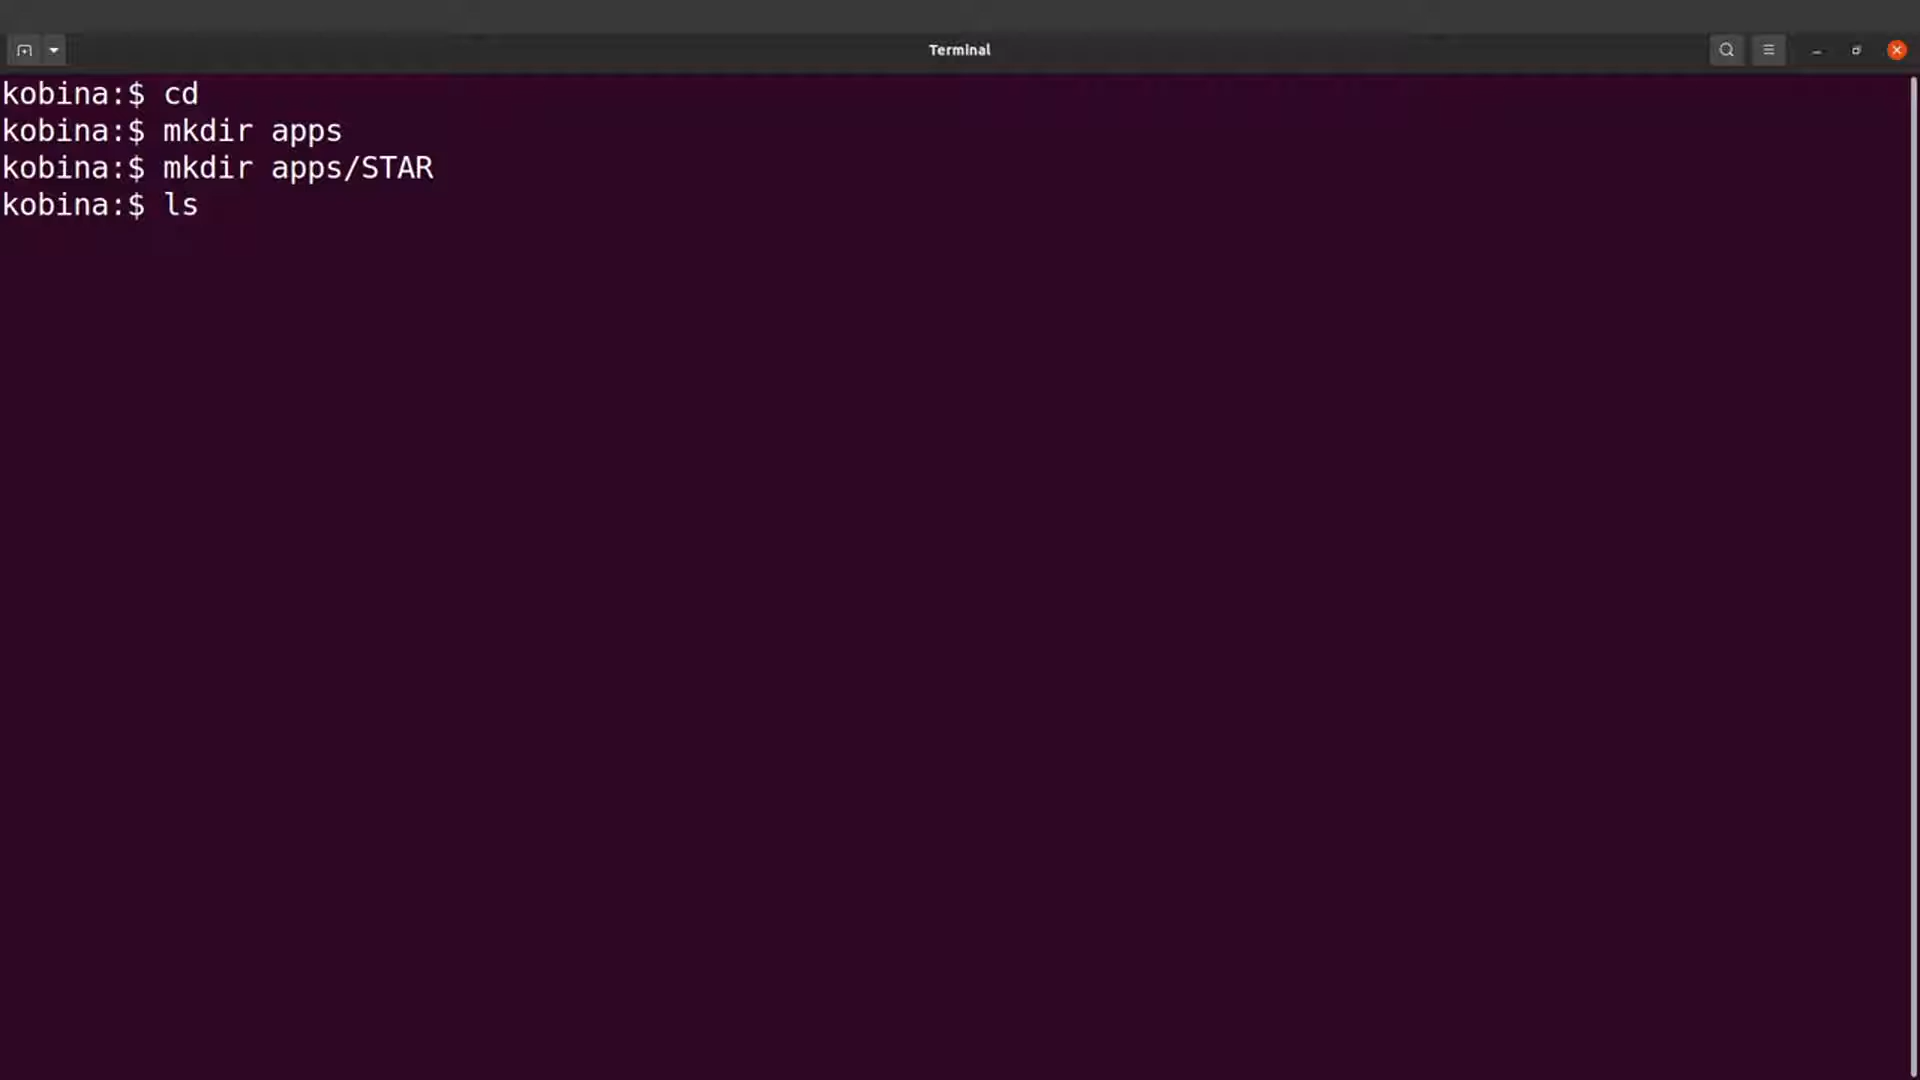 Terminal
kobina:$ cd
kobina:$ mkdir apps
kobina:$ mkdir apps/STAR
kobina:$ ls